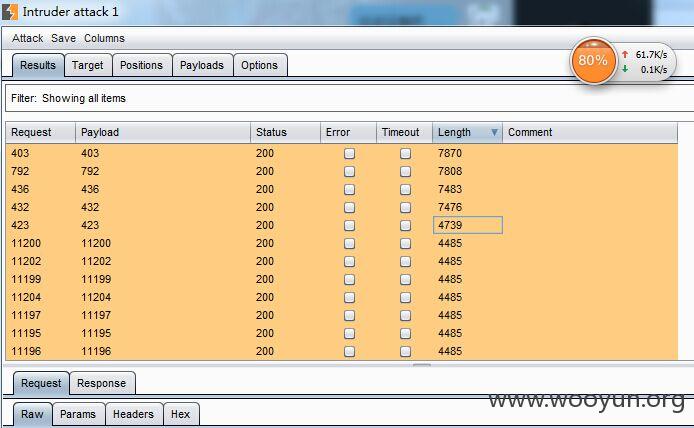 Intruder attack 1
Attack Save Columns
Results Target Positions Payloads Options
80% 61.7K/s
0.1K/s
Filter: Showing all items
Request Payload Status Error Timeout Length Comment
403 403 200 7870
792 792 200 7808
436 436 200 7483
432 432 200 7476
423 423 200 4739
11200 11200 200 4485
11202 11202 200 4485
11199 11199 200 4485
11204 11204 200 4485
11197 11197 200 4485
11195 11195 200 4485
11196 11196 200 4485
Request Response
Raw Params Headers Hex
www.wooyun.org